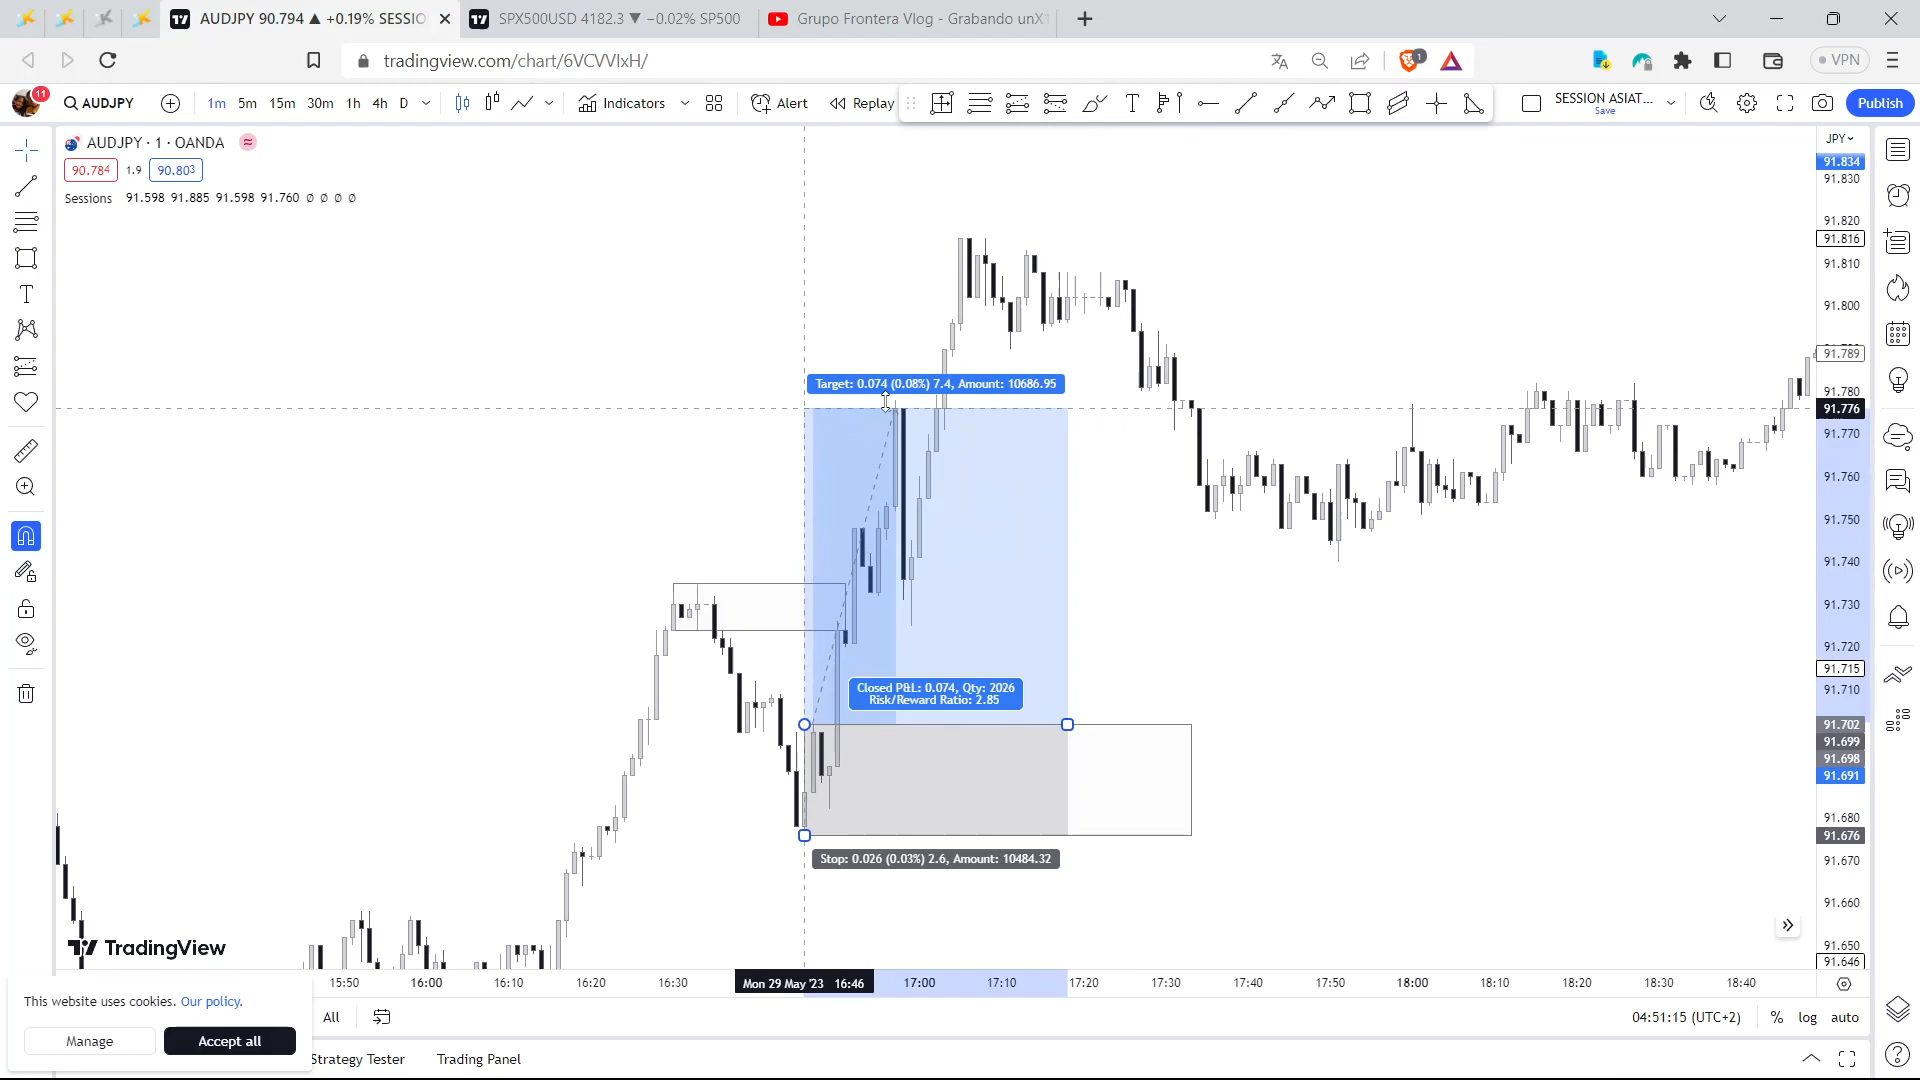 AUDJPY 90.794 ▲ +0.19% SESSIO
SPX500USD 4182.3 ▼ −0.02% SP500
Grupo Frontera Vlog - Grabando unX1
tradingview.com/chart/6VCVVIxH/
1
VPN
11
AUDJPY
1m 5m 15m 30m 1h 4h D
Indicators
Alert
Replay
SESSION ASIAT...
Save
Publish
AUDJPY · 1 · OANDA
90.784 1.9 90.803
Sessions 91.598 91.885 91.598 91.760 ∅ ∅ ∅ ∅
JPY
91.834
91.830
91.820
91.816
91.810
91.800
91.789
91.780
91.776
91.770
91.760
91.750
91.740
91.730
91.720
91.715
91.710
91.702
91.699
91.698
91.691
91.680
91.676
91.670
91.660
91.650
91.646
Target: 0.074 (0.08%) 7.4, Amount: 10686.95
Closed P&L: 0.074, Qty: 2026
Risk/Reward Ratio: 2.85
Stop: 0.026 (0.03%) 2.6, Amount: 10484.32
TradingView
15:50 16:00 16:10 16:20 16:30 Mon 29 May '23 16:46 17:00 17:10 17:20 17:30 17:40 17:50 18:00 18:10 18:20 18:30 18:40
This website uses cookies. Our policy.
Manage
Accept all
All
04:51:15 (UTC+2) % log auto
Strategy Tester
Trading Panel